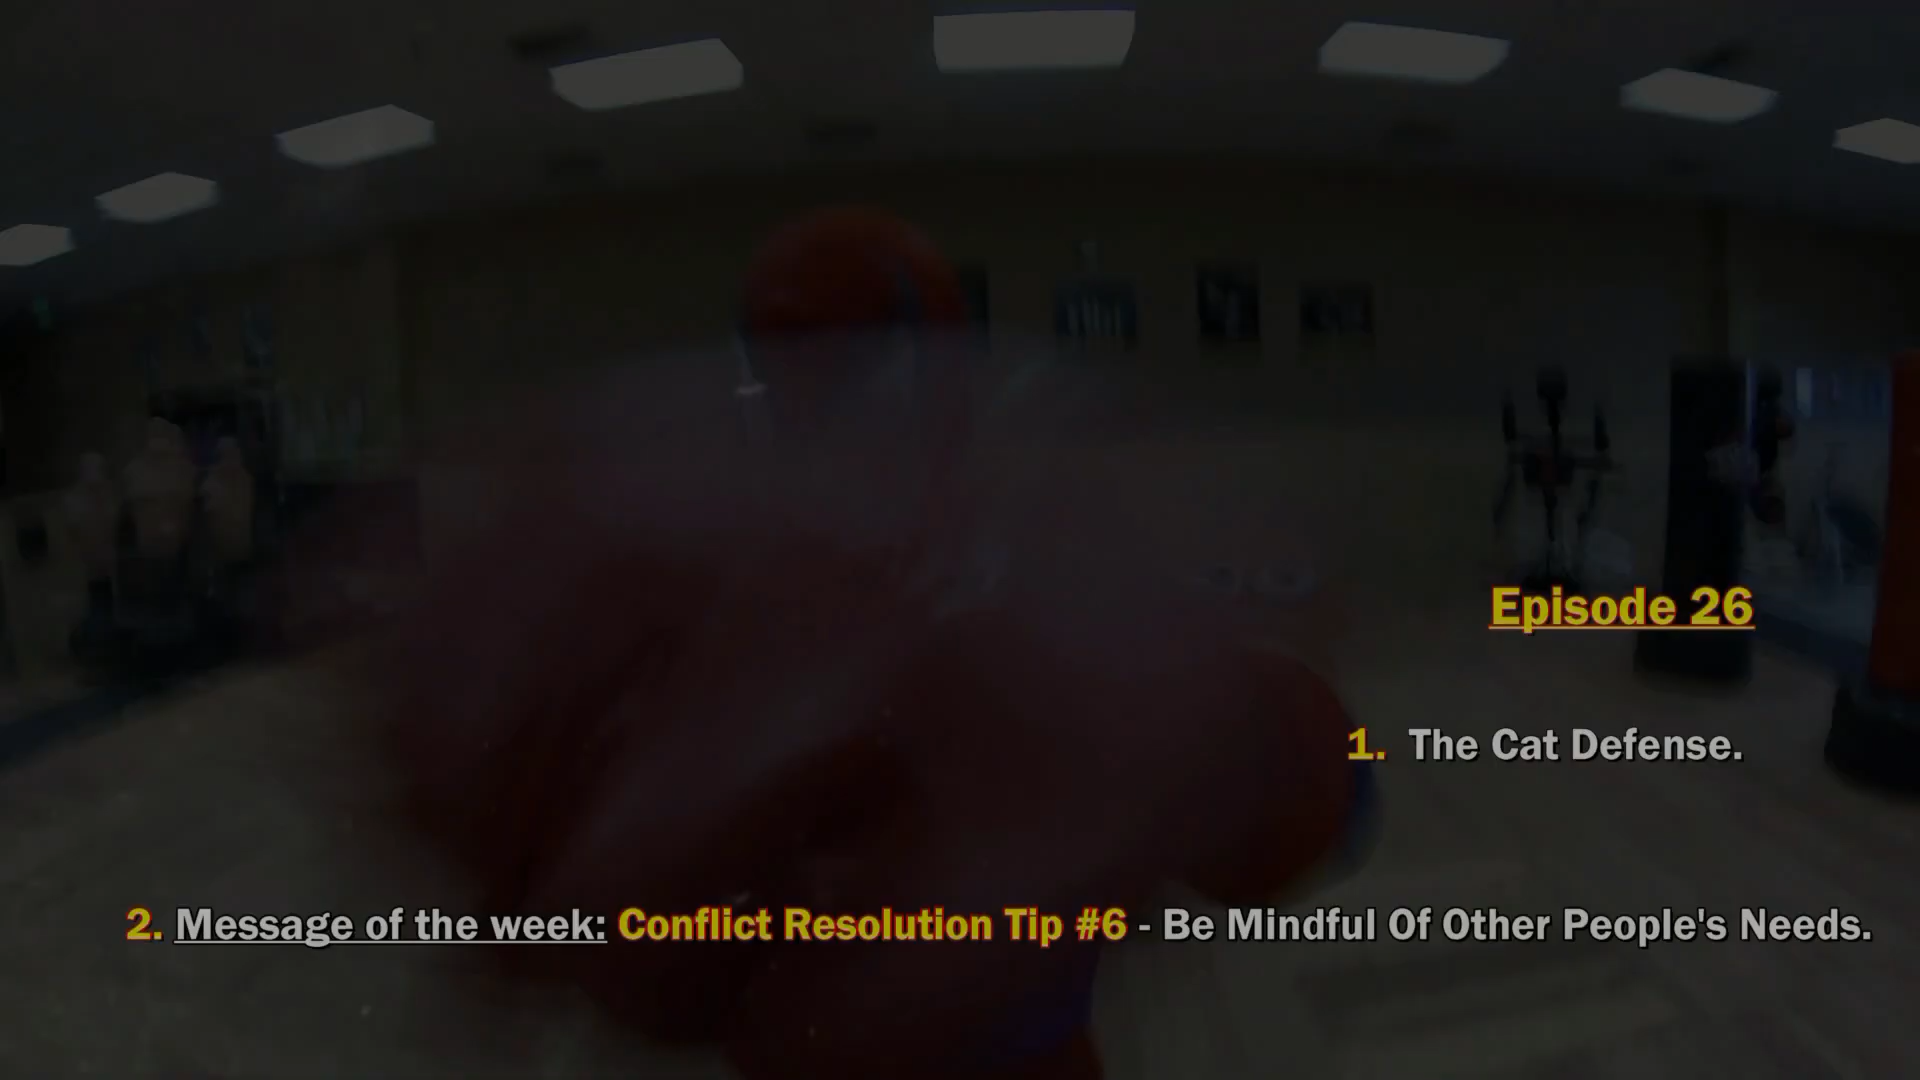 Episode 26
1. The Cat Defense.
2. Message of the week: Conflict Resolution Tip #6 - Be Mindful Of Other People's Needs.